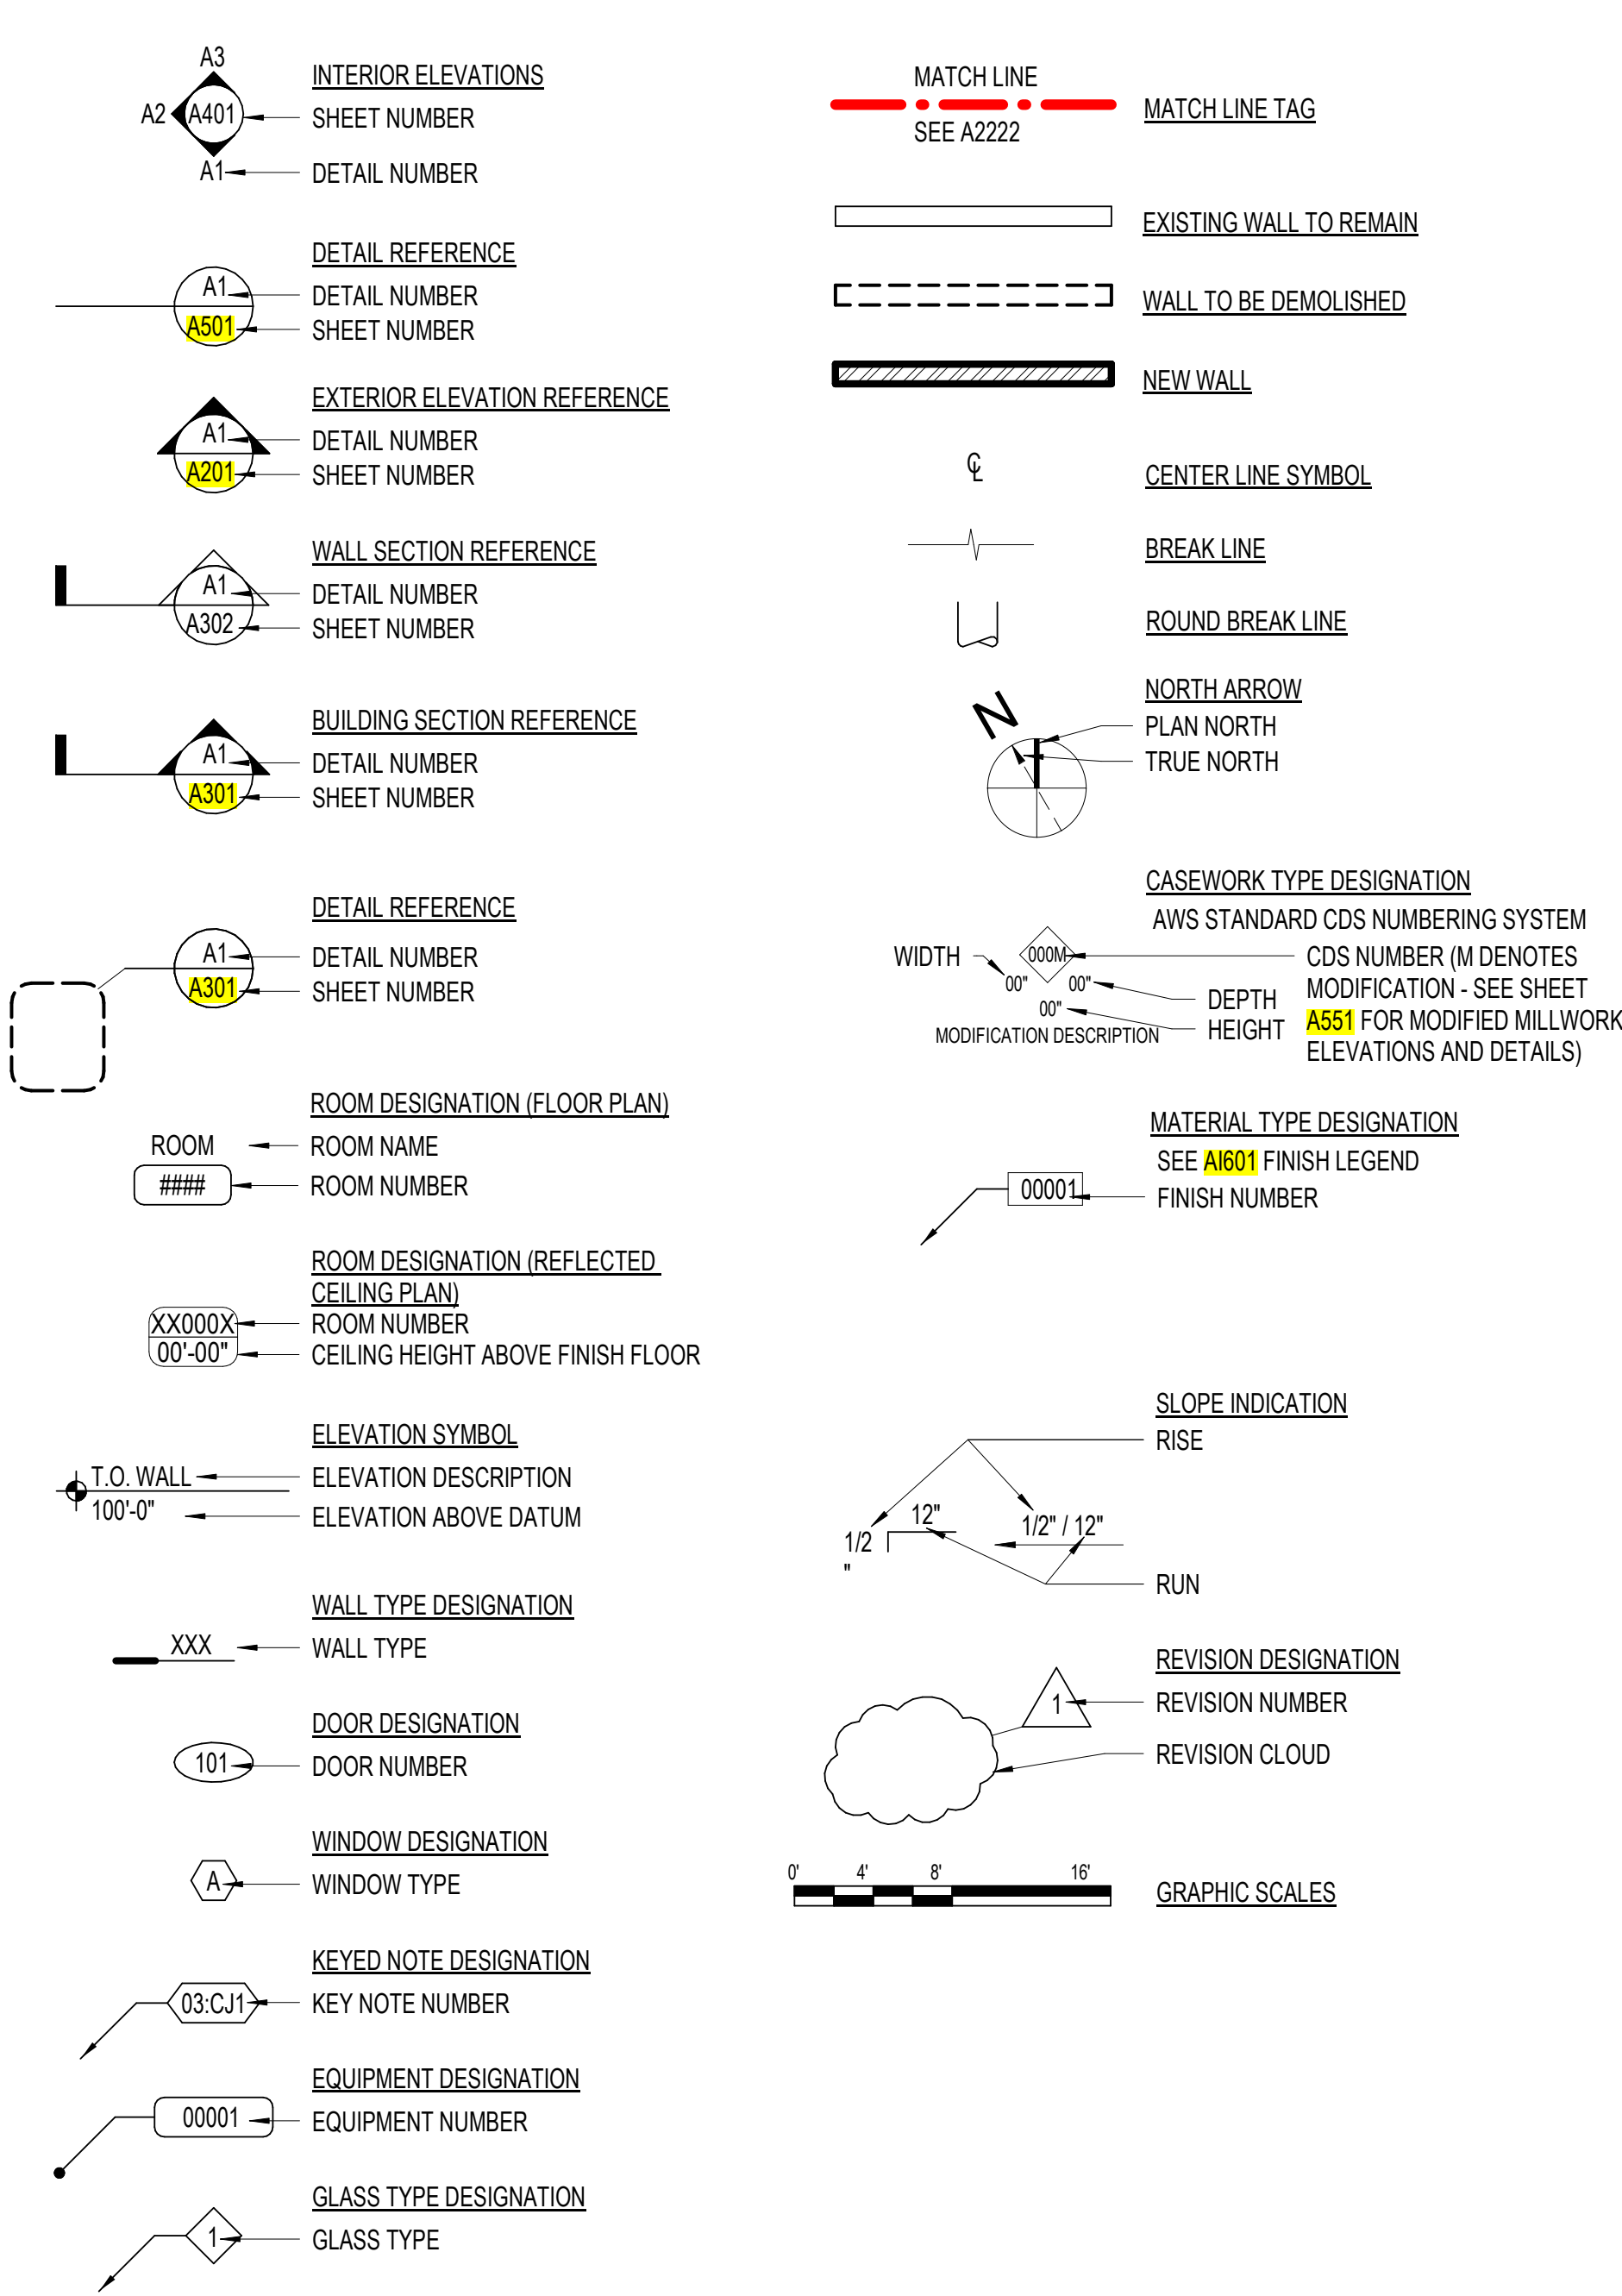 A3
INTERIOR ELEVATIONS
A2 A401 SHEET NUMBER
A1 DETAIL NUMBER
DETAIL REFERENCE
A1 DETAIL NUMBER
A501 SHEET NUMBER
EXTERIOR ELEVATION REFERENCE
A1 DETAIL NUMBER
A201 SHEET NUMBER
WALL SECTION REFERENCE
A1 DETAIL NUMBER
A302 SHEET NUMBER
BUILDING SECTION REFERENCE
A1 DETAIL NUMBER
A301 SHEET NUMBER
DETAIL REFERENCE
A1 DETAIL NUMBER
A301 SHEET NUMBER
ROOM DESIGNATION (FLOOR PLAN)
ROOM ROOM NAME
#### ROOM NUMBER
ROOM DESIGNATION (REFLECTED
CEILING PLAN)
XX000X ROOM NUMBER
00'-00" CEILING HEIGHT ABOVE FINISH FLOOR
ELEVATION SYMBOL
T.O. WALL ELEVATION DESCRIPTION
100'-0" ELEVATION ABOVE DATUM
WALL TYPE DESIGNATION
XXX WALL TYPE
DOOR DESIGNATION
101 DOOR NUMBER
WINDOW DESIGNATION
A WINDOW TYPE
KEYED NOTE DESIGNATION
03:CJ1 KEY NOTE NUMBER
EQUIPMENT DESIGNATION
00001 EQUIPMENT NUMBER
GLASS TYPE DESIGNATION
1 GLASS TYPE
MATCH LINE
MATCH LINE TAG
SEE A2222
EXISTING WALL TO REMAIN
WALL TO BE DEMOLISHED
NEW WALL
℄ CENTER LINE SYMBOL
BREAK LINE
ROUND BREAK LINE
NORTH ARROW
N PLAN NORTH
TRUE NORTH
CASEWORK TYPE DESIGNATION
AWS STANDARD CDS NUMBERING SYSTEM
WIDTH 000M CDS NUMBER (M DENOTES
00" 00" MODIFICATION - SEE SHEET
00" DEPTH
HEIGHT A551 FOR MODIFIED MILLWORK
MODIFICATION DESCRIPTION
ELEVATIONS AND DETAILS)
MATERIAL TYPE DESIGNATION
SEE AI601 FINISH LEGEND
00001 FINISH NUMBER
SLOPE INDICATION
RISE
12" 1/2" / 12"
1/2
"
RUN
REVISION DESIGNATION
1 REVISION NUMBER
REVISION CLOUD
0' 4' 8' 16'
GRAPHIC SCALES